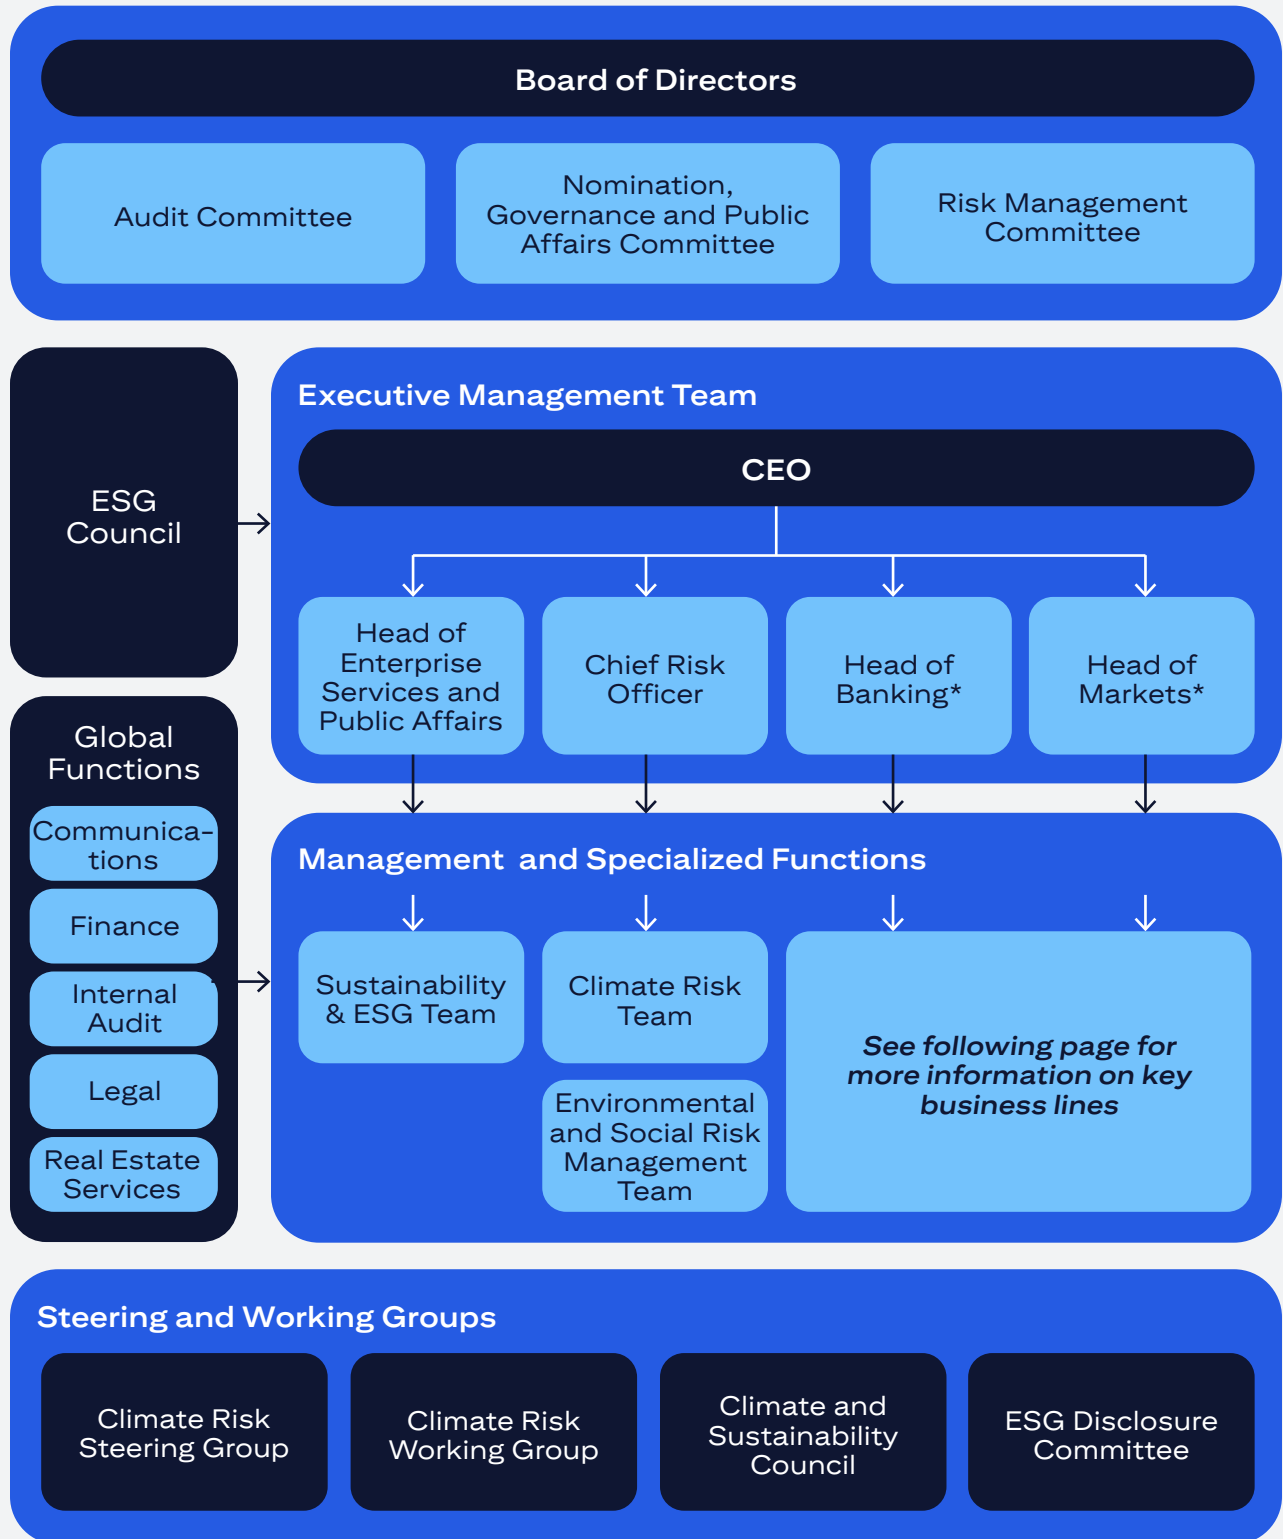 Board of Directors
Audit Committee
Nomination,
Governance and Public
Affairs Committee
Risk Management
Committee
ESG
Council
Executive Management Team
CEO
Head of
Enterprise
Services and
Public Affairs
Chief Risk
Officer
Head of
Banking*
Head of
Markets*
Global
Functions
Communica-
tions
Finance
Internal
Audit
Legal
Real Estate
Services
Management and Specialized Functions
Sustainability
& ESG Team
Climate Risk
Team
Environmental
and Social Risk
Management
Team
See following page for
more information on key
business lines
Steering and Working Groups
Climate Risk
Steering Group
Climate Risk
Working Group
Climate and
Sustainability
Council
ESG Disclosure
Committee